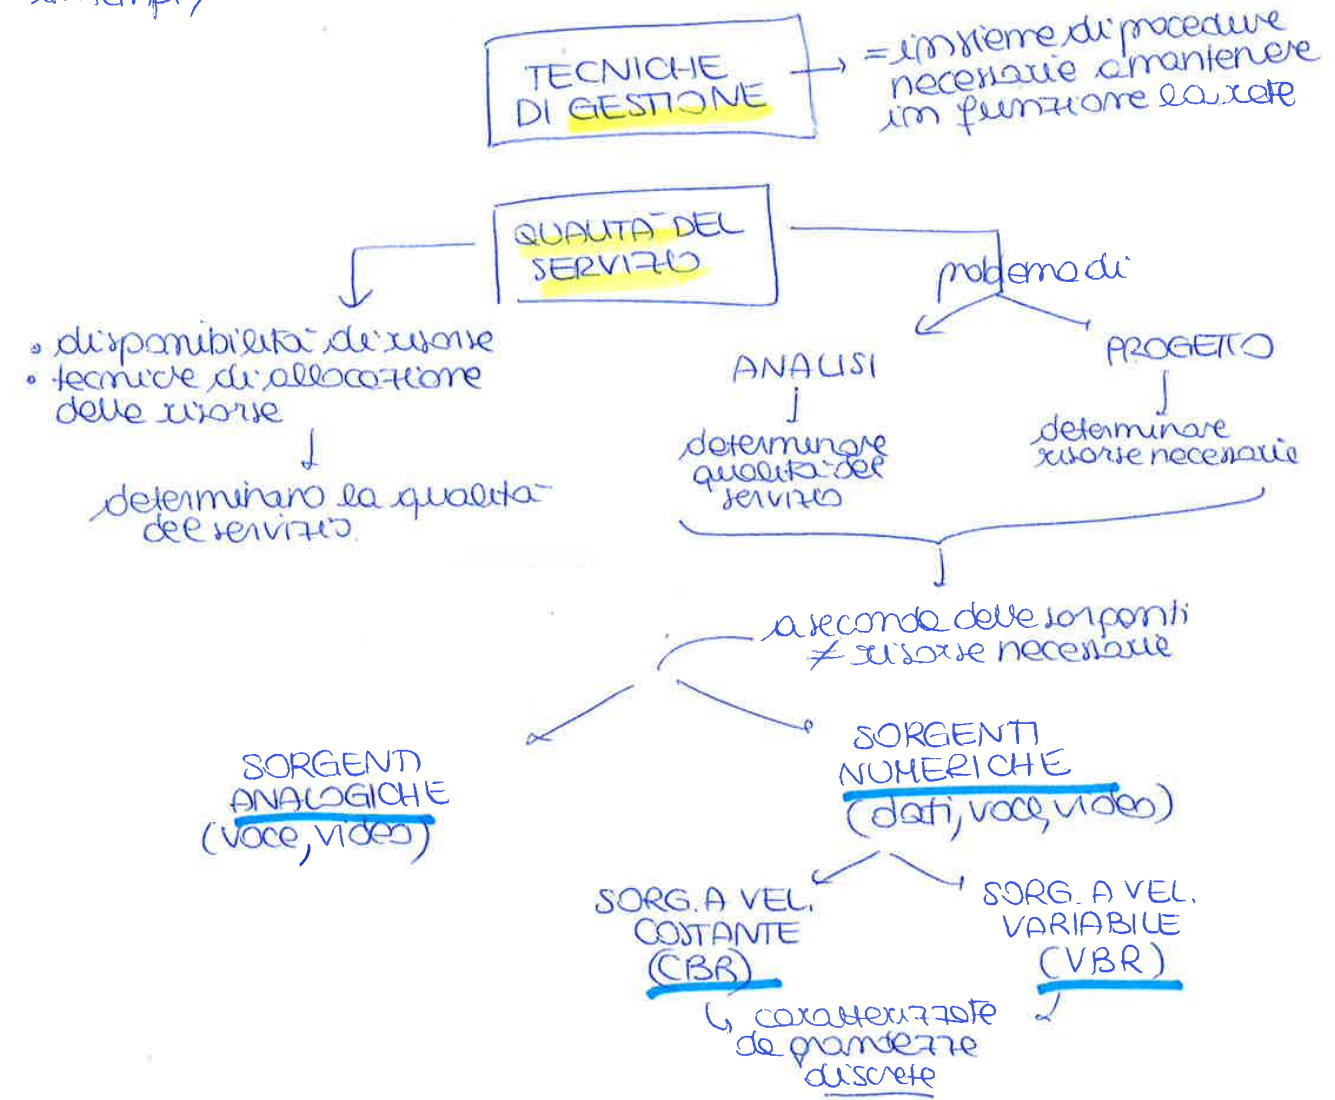 TECNICHE
DI GESTIONE
= insieme di procedure
necessarie a mantenere
in funzione la rete
QUALITÀ DEL
SERVIZIO
problema di
• disponibilità di risorse
• tecniche di allocazione
delle risorse
determinano la qualità
del servizio.
ANALISI
determinare
qualità del
servizio
PROGETTO
determinare
risorse necessarie
a seconda delle sorgenti
≠ risorse necessarie
SORGENTI
ANALOGICHE
(voce, video)
SORGENTI
NUMERICHE
(dati, voce, video)
SORG. A VEL.
COSTANTE
(CBR)
SORG. A VEL.
VARIABILE
(VBR)
caratterizzate
da grandezze
discrete